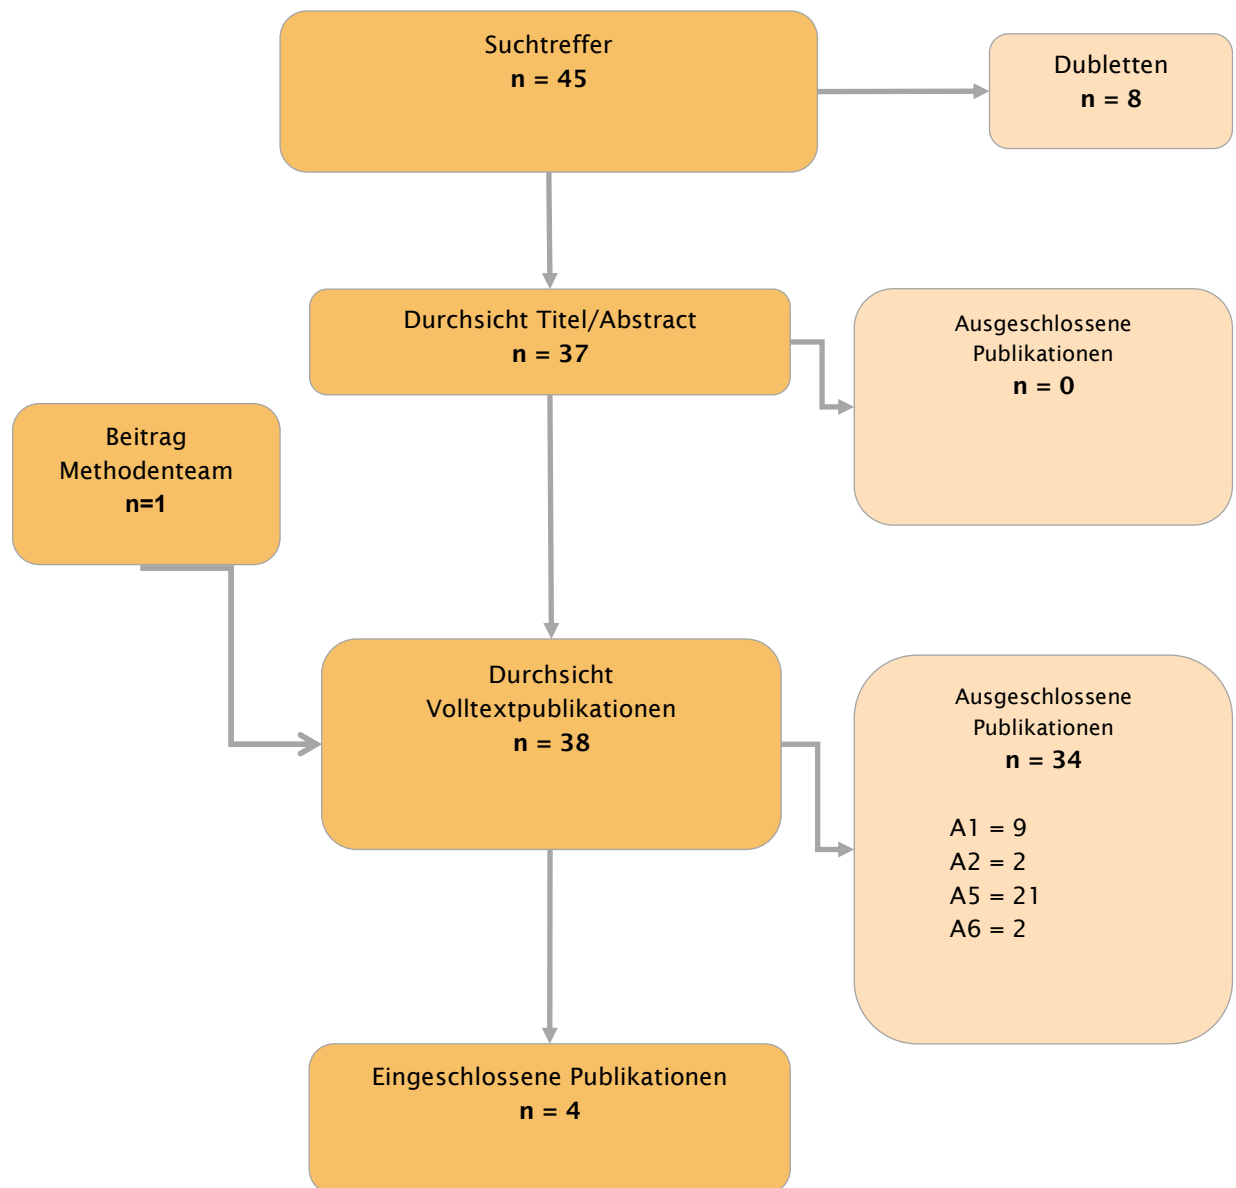 Suchtreffer
n = 45
Dubletten
n = 8
Durchsicht Titel/Abstract
n = 37
Ausgeschlossene
Publikationen
n = 0
Beitrag
Methodenteam
n=1
Durchsicht
Volltextpublikationen
n = 38
Ausgeschlossene
Publikationen
n = 34
A1 = 9
A2 = 2
A5 = 21
A6 = 2
Eingeschlossene Publikationen
n = 4